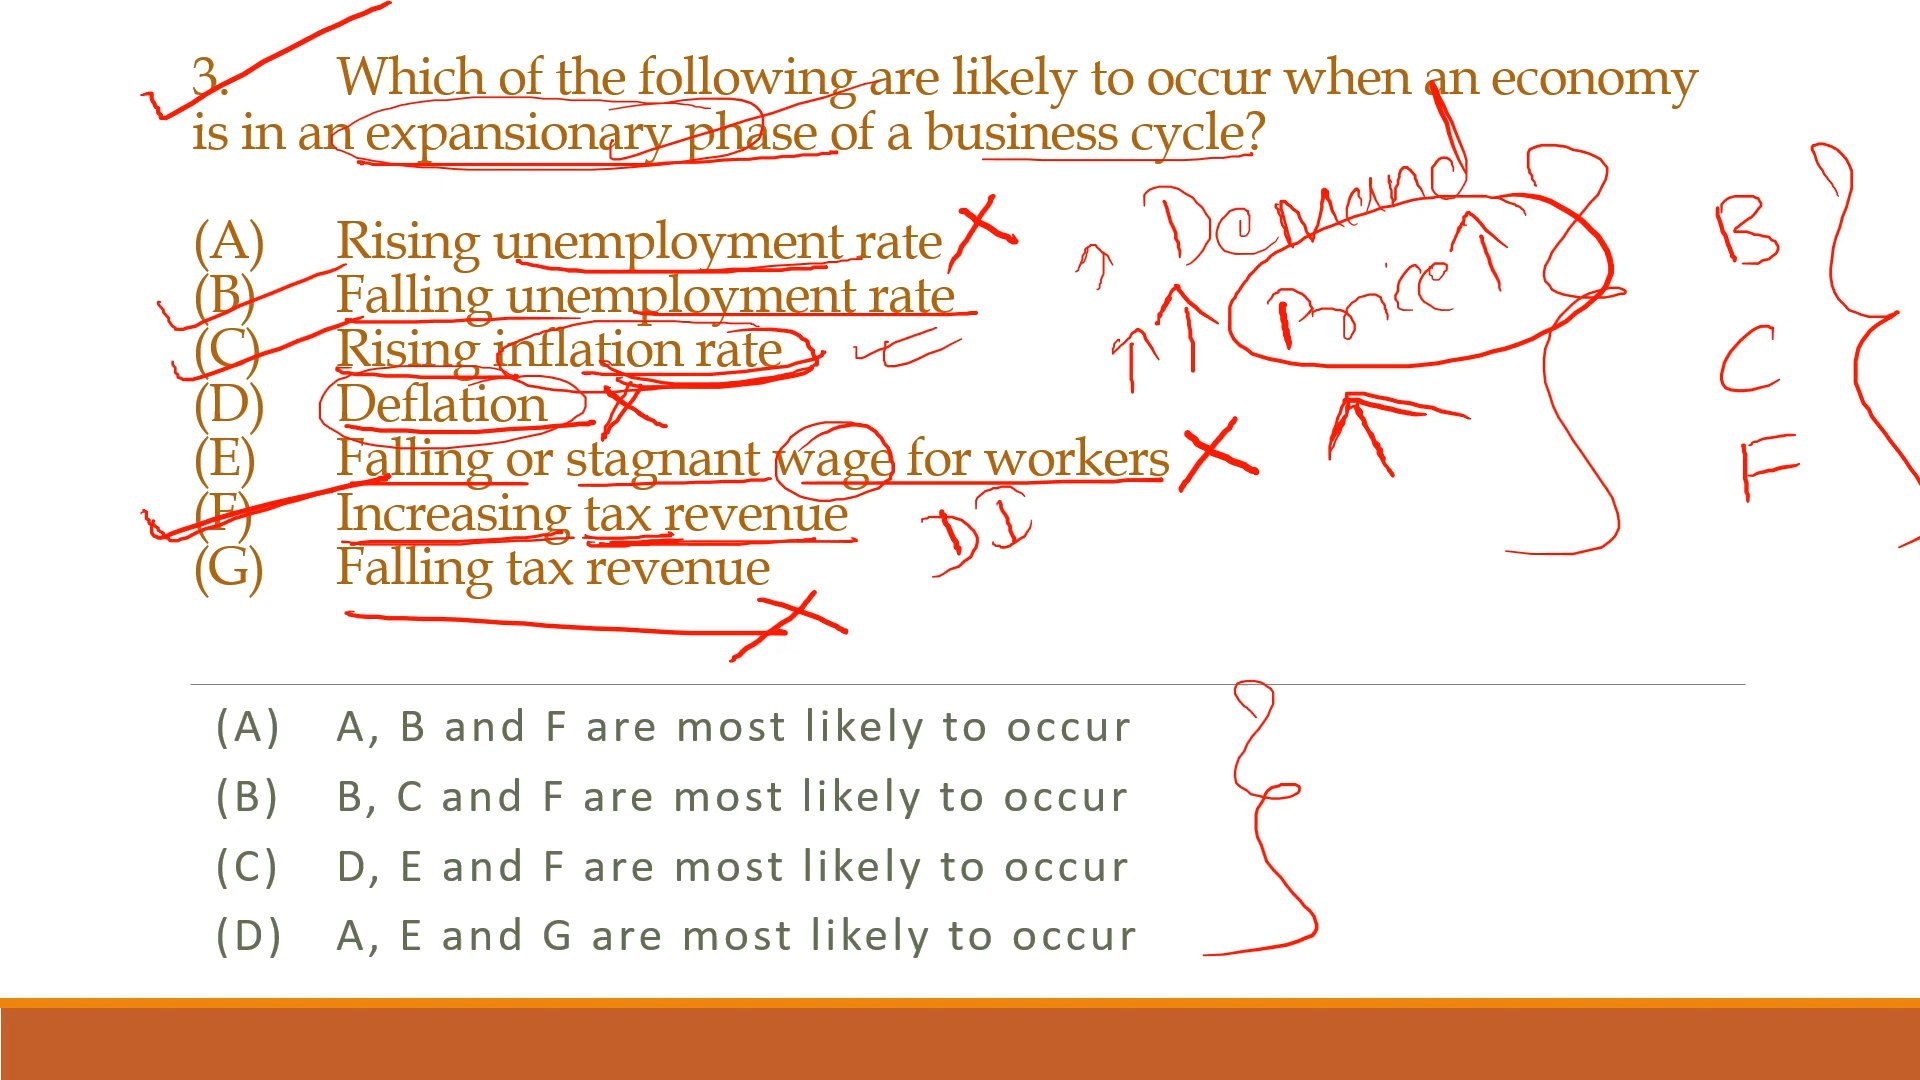 3. Which of the following are likely to occur when an economy
is in an expansionary phase of a business cycle?
(A) Rising unemployment rate
(B) Falling unemployment rate
(C) Rising inflation rate
(D) Deflation
(E) Falling or stagnant wage for workers
(F) Increasing tax revenue
(G) Falling tax revenue
Demand
Price
B
C
F
DI
(A) A, B and F are most likely to occur
(B) B, C and F are most likely to occur
(C) D, E and F are most likely to occur
(D) A, E and G are most likely to occur